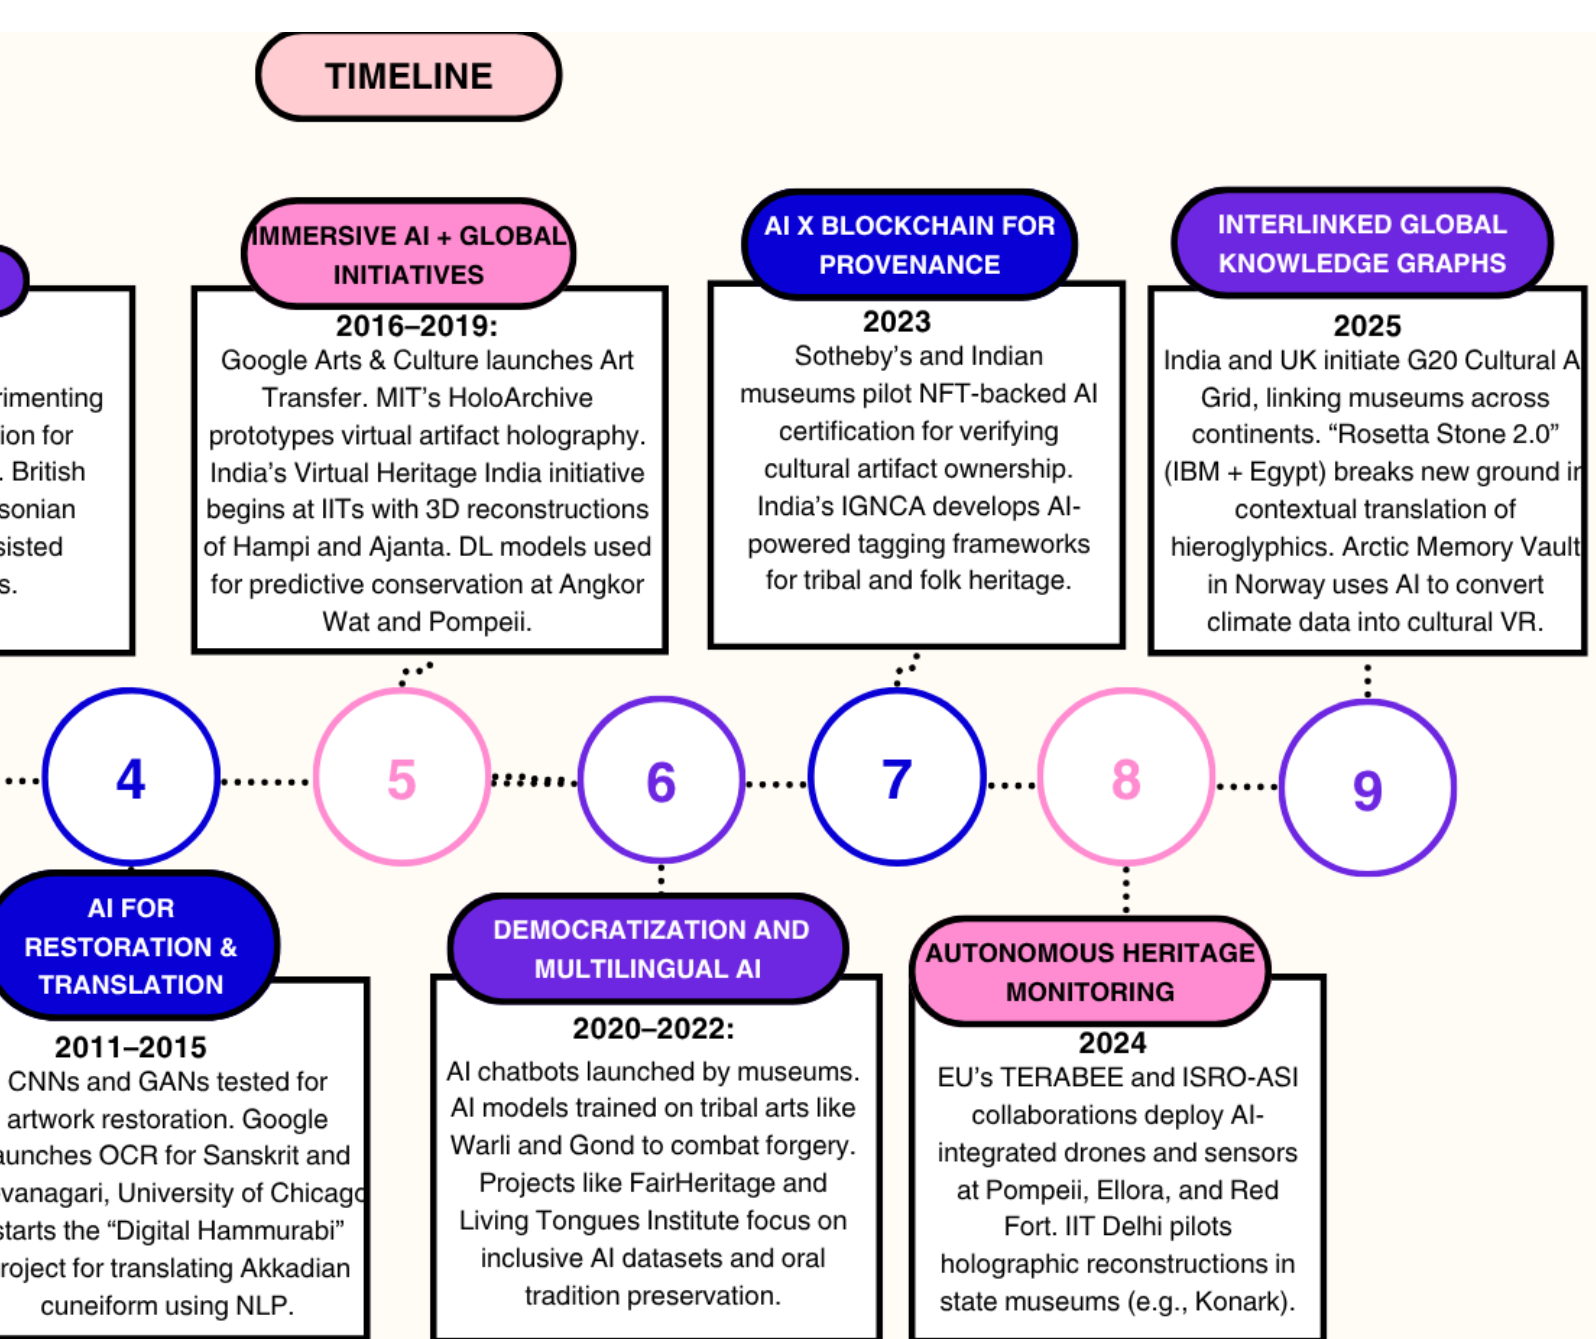 TIMELINE
IMMERSIVE AI + GLOBAL
INITIATIVES
2016–2019:
Google Arts & Culture launches Art
Transfer. MIT’s HoloArchive
prototypes virtual artifact holography.
India’s Virtual Heritage India initiative
begins at IITs with 3D reconstructions
of Hampi and Ajanta. DL models used
for predictive conservation at Angkor
Wat and Pompeii.
AI X BLOCKCHAIN FOR
PROVENANCE
2023
Sotheby’s and Indian
museums pilot NFT-backed AI
certification for verifying
cultural artifact ownership.
India’s IGNCA develops AI-
powered tagging frameworks
for tribal and folk heritage.
INTERLINKED GLOBAL
KNOWLEDGE GRAPHS
2025
India and UK initiate G20 Cultural A
Grid, linking museums across
continents. “Rosetta Stone 2.0”
(IBM + Egypt) breaks new ground in
contextual translation of
hieroglyphics. Arctic Memory Vault
in Norway uses AI to convert
climate data into cultural VR.
rimenting
ion for
. British
sonian
sisted
s.
4
5
6
7
8
9
AI FOR
RESTORATION &
TRANSLATION
2011–2015
CNNs and GANs tested for
artwork restoration. Google
aunches OCR for Sanskrit and
vanagari, University of Chicago
starts the “Digital Hammurabi”
roject for translating Akkadian
cuneiform using NLP.
DEMOCRATIZATION AND
MULTILINGUAL AI
2020–2022:
AI chatbots launched by museums.
AI models trained on tribal arts like
Warli and Gond to combat forgery.
Projects like FairHeritage and
Living Tongues Institute focus on
inclusive AI datasets and oral
tradition preservation.
AUTONOMOUS HERITAGE
MONITORING
2024
EU’s TERABEE and ISRO-ASI
collaborations deploy AI-
integrated drones and sensors
at Pompeii, Ellora, and Red
Fort. IIT Delhi pilots
holographic reconstructions in
state museums (e.g., Konark).